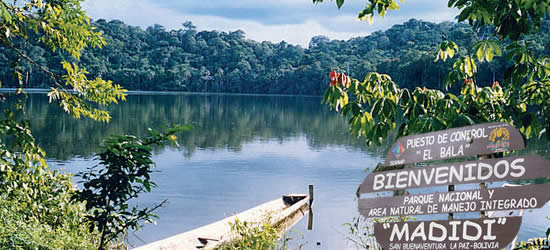 SERNAP
PUESTO DE CONTROL
"EL BALA"
BIENVENIDOS
PARQUE NACIONAL Y
AREA NATURAL DE MANEJO INTEGRADO
"MADIDI"
SAN BUENAVENTURA LA PAZ-BOLIVIA